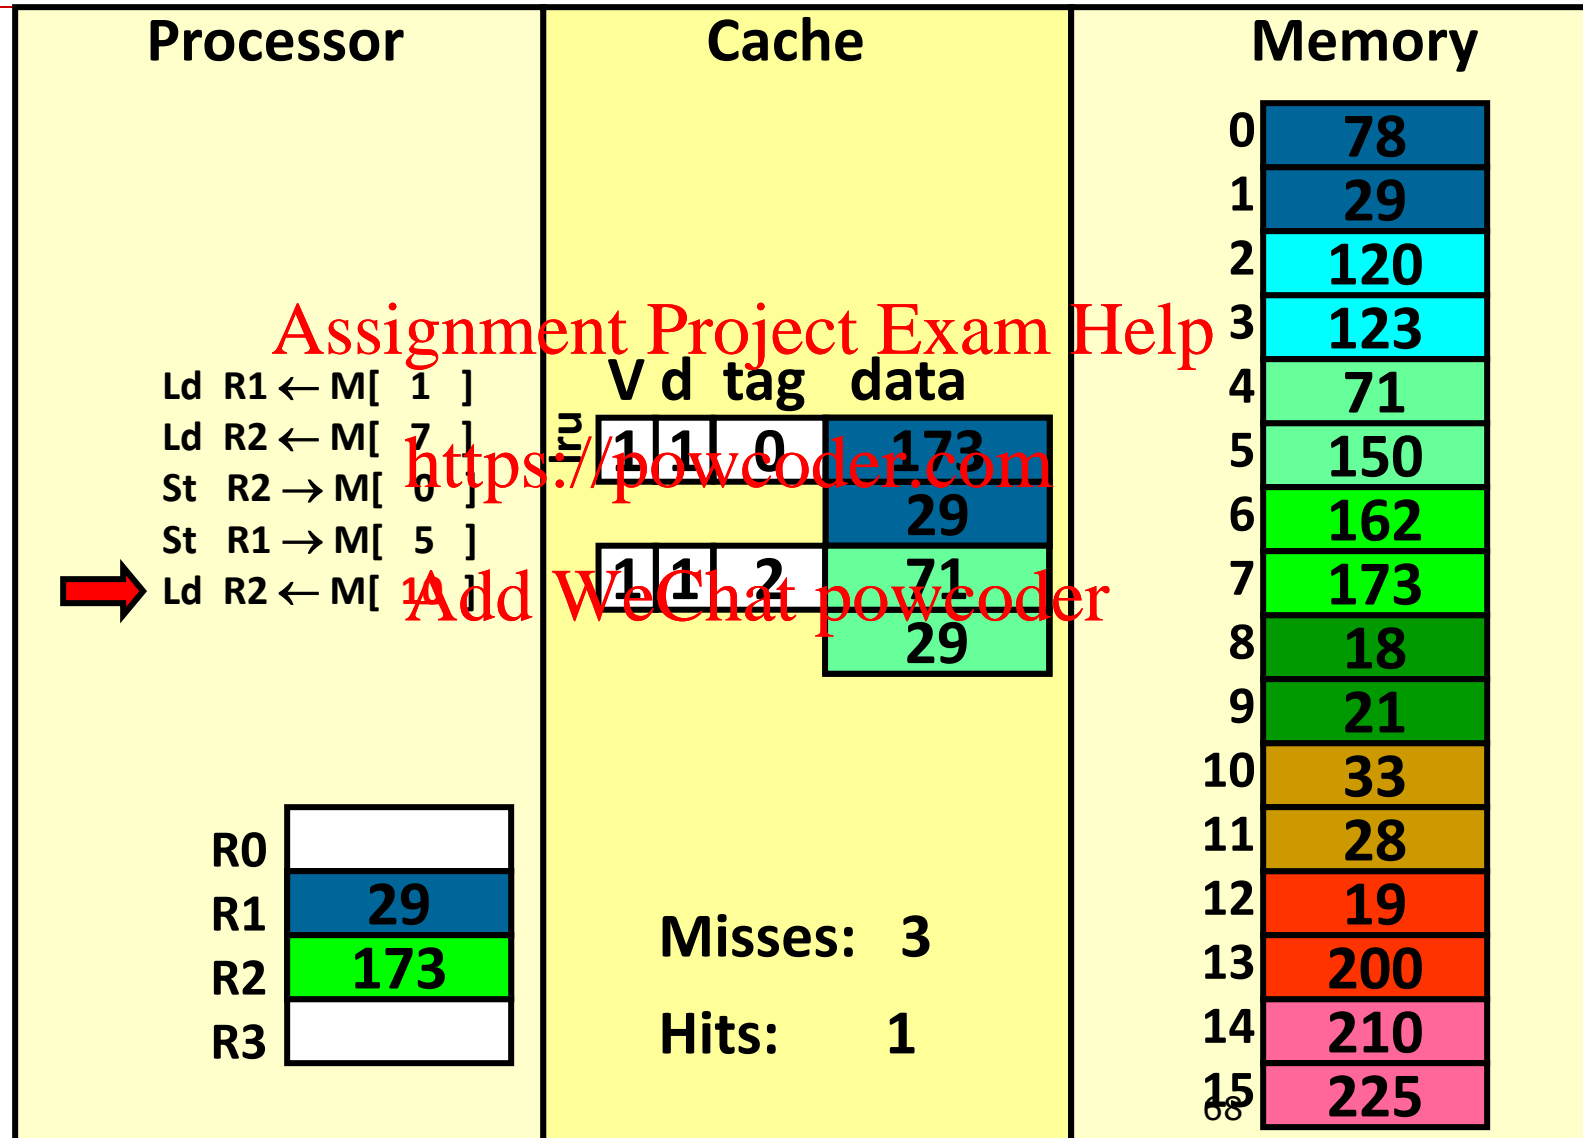 Processor
Cache
Memory
Assignment Project Exam Help
https://powcoder.com
Add WeChat powcoder
Ld R1 ← M[ 1 ]
Ld R2 ← M[ 7 ]
St R2 → M[ 0 ]
St R1 → M[ 5 ]
Ld R2 ← M[ 10 ]
R0
R1 29
R2 173
R3
V d tag data
lru 1 1 0 173
29
1 1 2 71
29
Misses: 3
Hits: 1
0 78
1 29
2 120
3 123
4 71
5 150
6 162
7 173
8 18
9 21
10 33
11 28
12 19
13 200
14 210
15 225
68